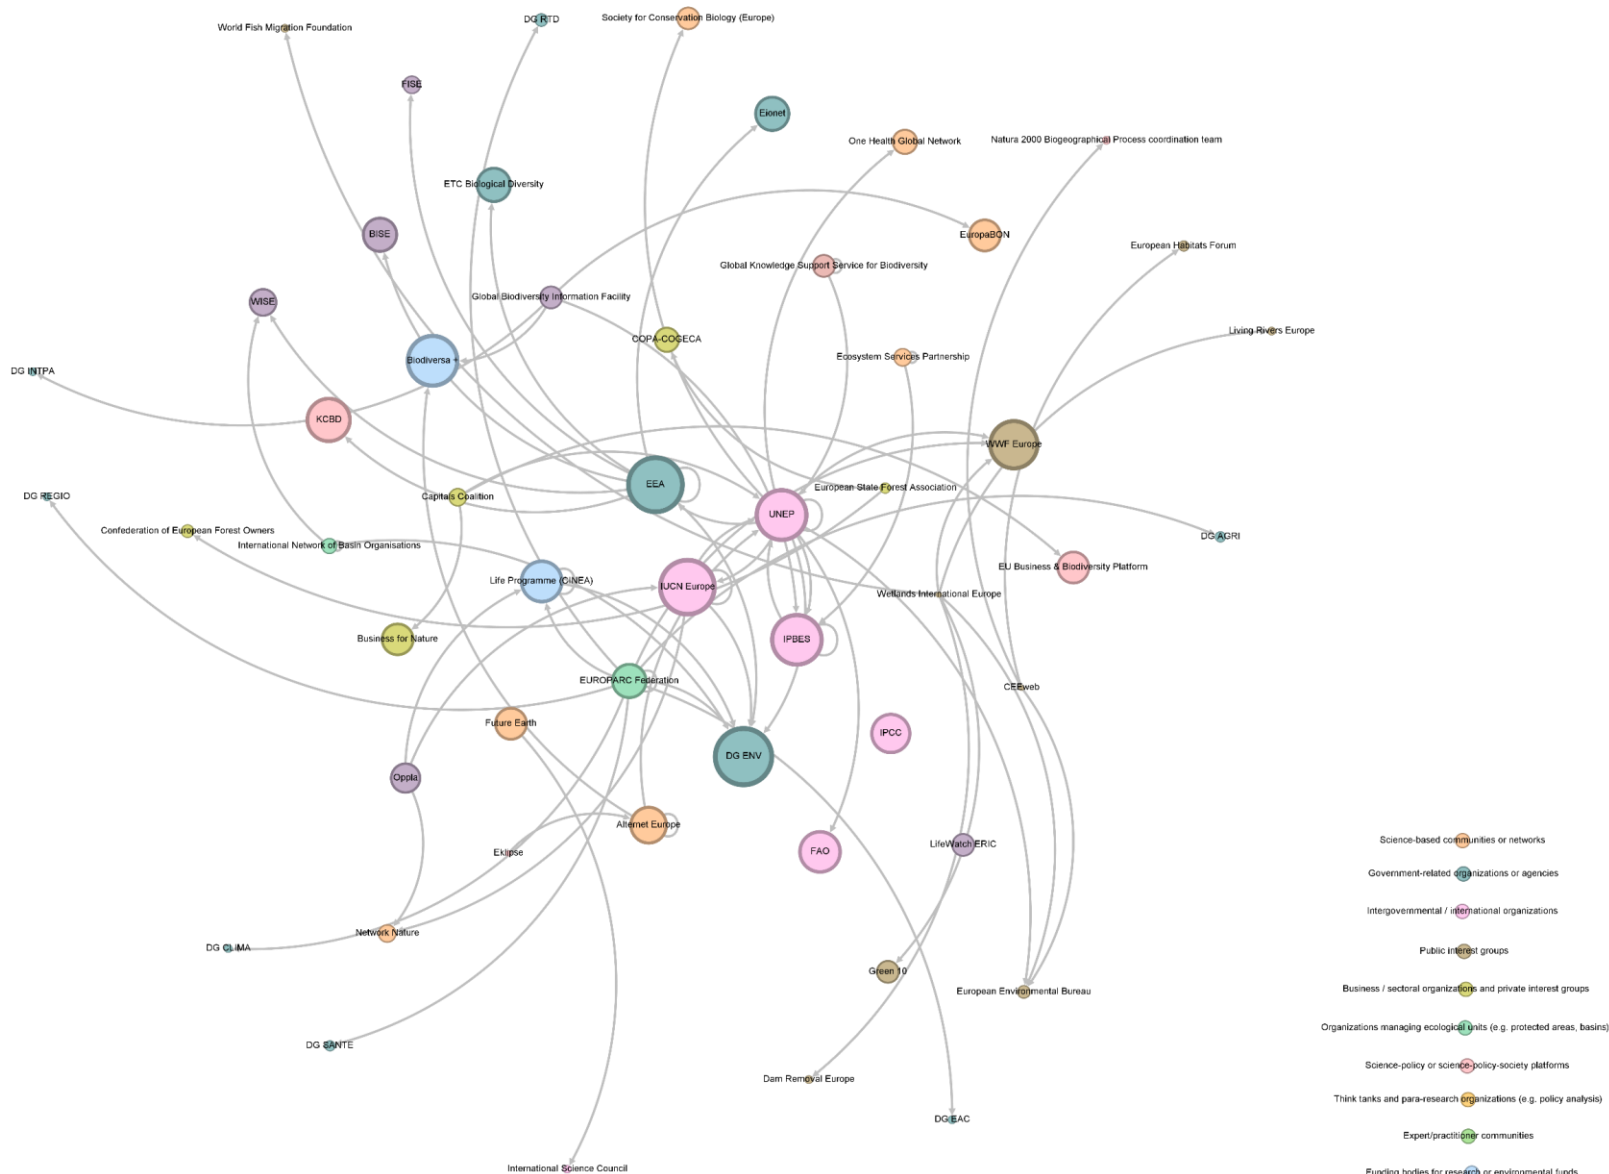 DG RTD
Society for Conservation Biology (Europe)
World Fish Migration Foundation
FISE
Eionet
One Health Global Network
Natura 2000 Biogeographical Process coordination team
ETC Biological Diversity
BISE
EuropaBON
European Habitats Forum
Global Knowledge Support Service for Biodiversity
Global Biodiversity Information Facility
WISE
Living Rivers Europe
COPA-COGECA
Ecosystem Services Partnership
Biodiversa +
DG INTPA
KCBD
WWF Europe
EEA
European State Forest Association
DG REGIO
Capitals Coalition
UNEP
Confederation of European Forest Owners
DG AGRI
International Network of Basin Organisations
EU Business & Biodiversity Platform
Life Programme (CINEA)
IUCN Europe
Wetlands International Europe
Business for Nature
IPBES
EUROPARC Federation
CEEweb
Future Earth
IPCC
DG ENV
Oppla
Alternet Europe
Science-based communities or networks
LifeWatch ERIC
Eklipse
FAO
Government-related organizations or agencies
Intergovernmental / international organizations
Network Nature
DG CLIMA
Public interest groups
Green 10
European Environmental Bureau
Business / sectoral organizations and private interest groups
Organizations managing ecological units (e.g. protected areas, basins)
DG SANTE
Science-policy or science-policy-society platforms
Dam Removal Europe
Think tanks and para-research organizations (e.g. policy analysis)
DG EAC
Expert/practitioner communities
International Science Council
Funding bodies for research or environmental funds